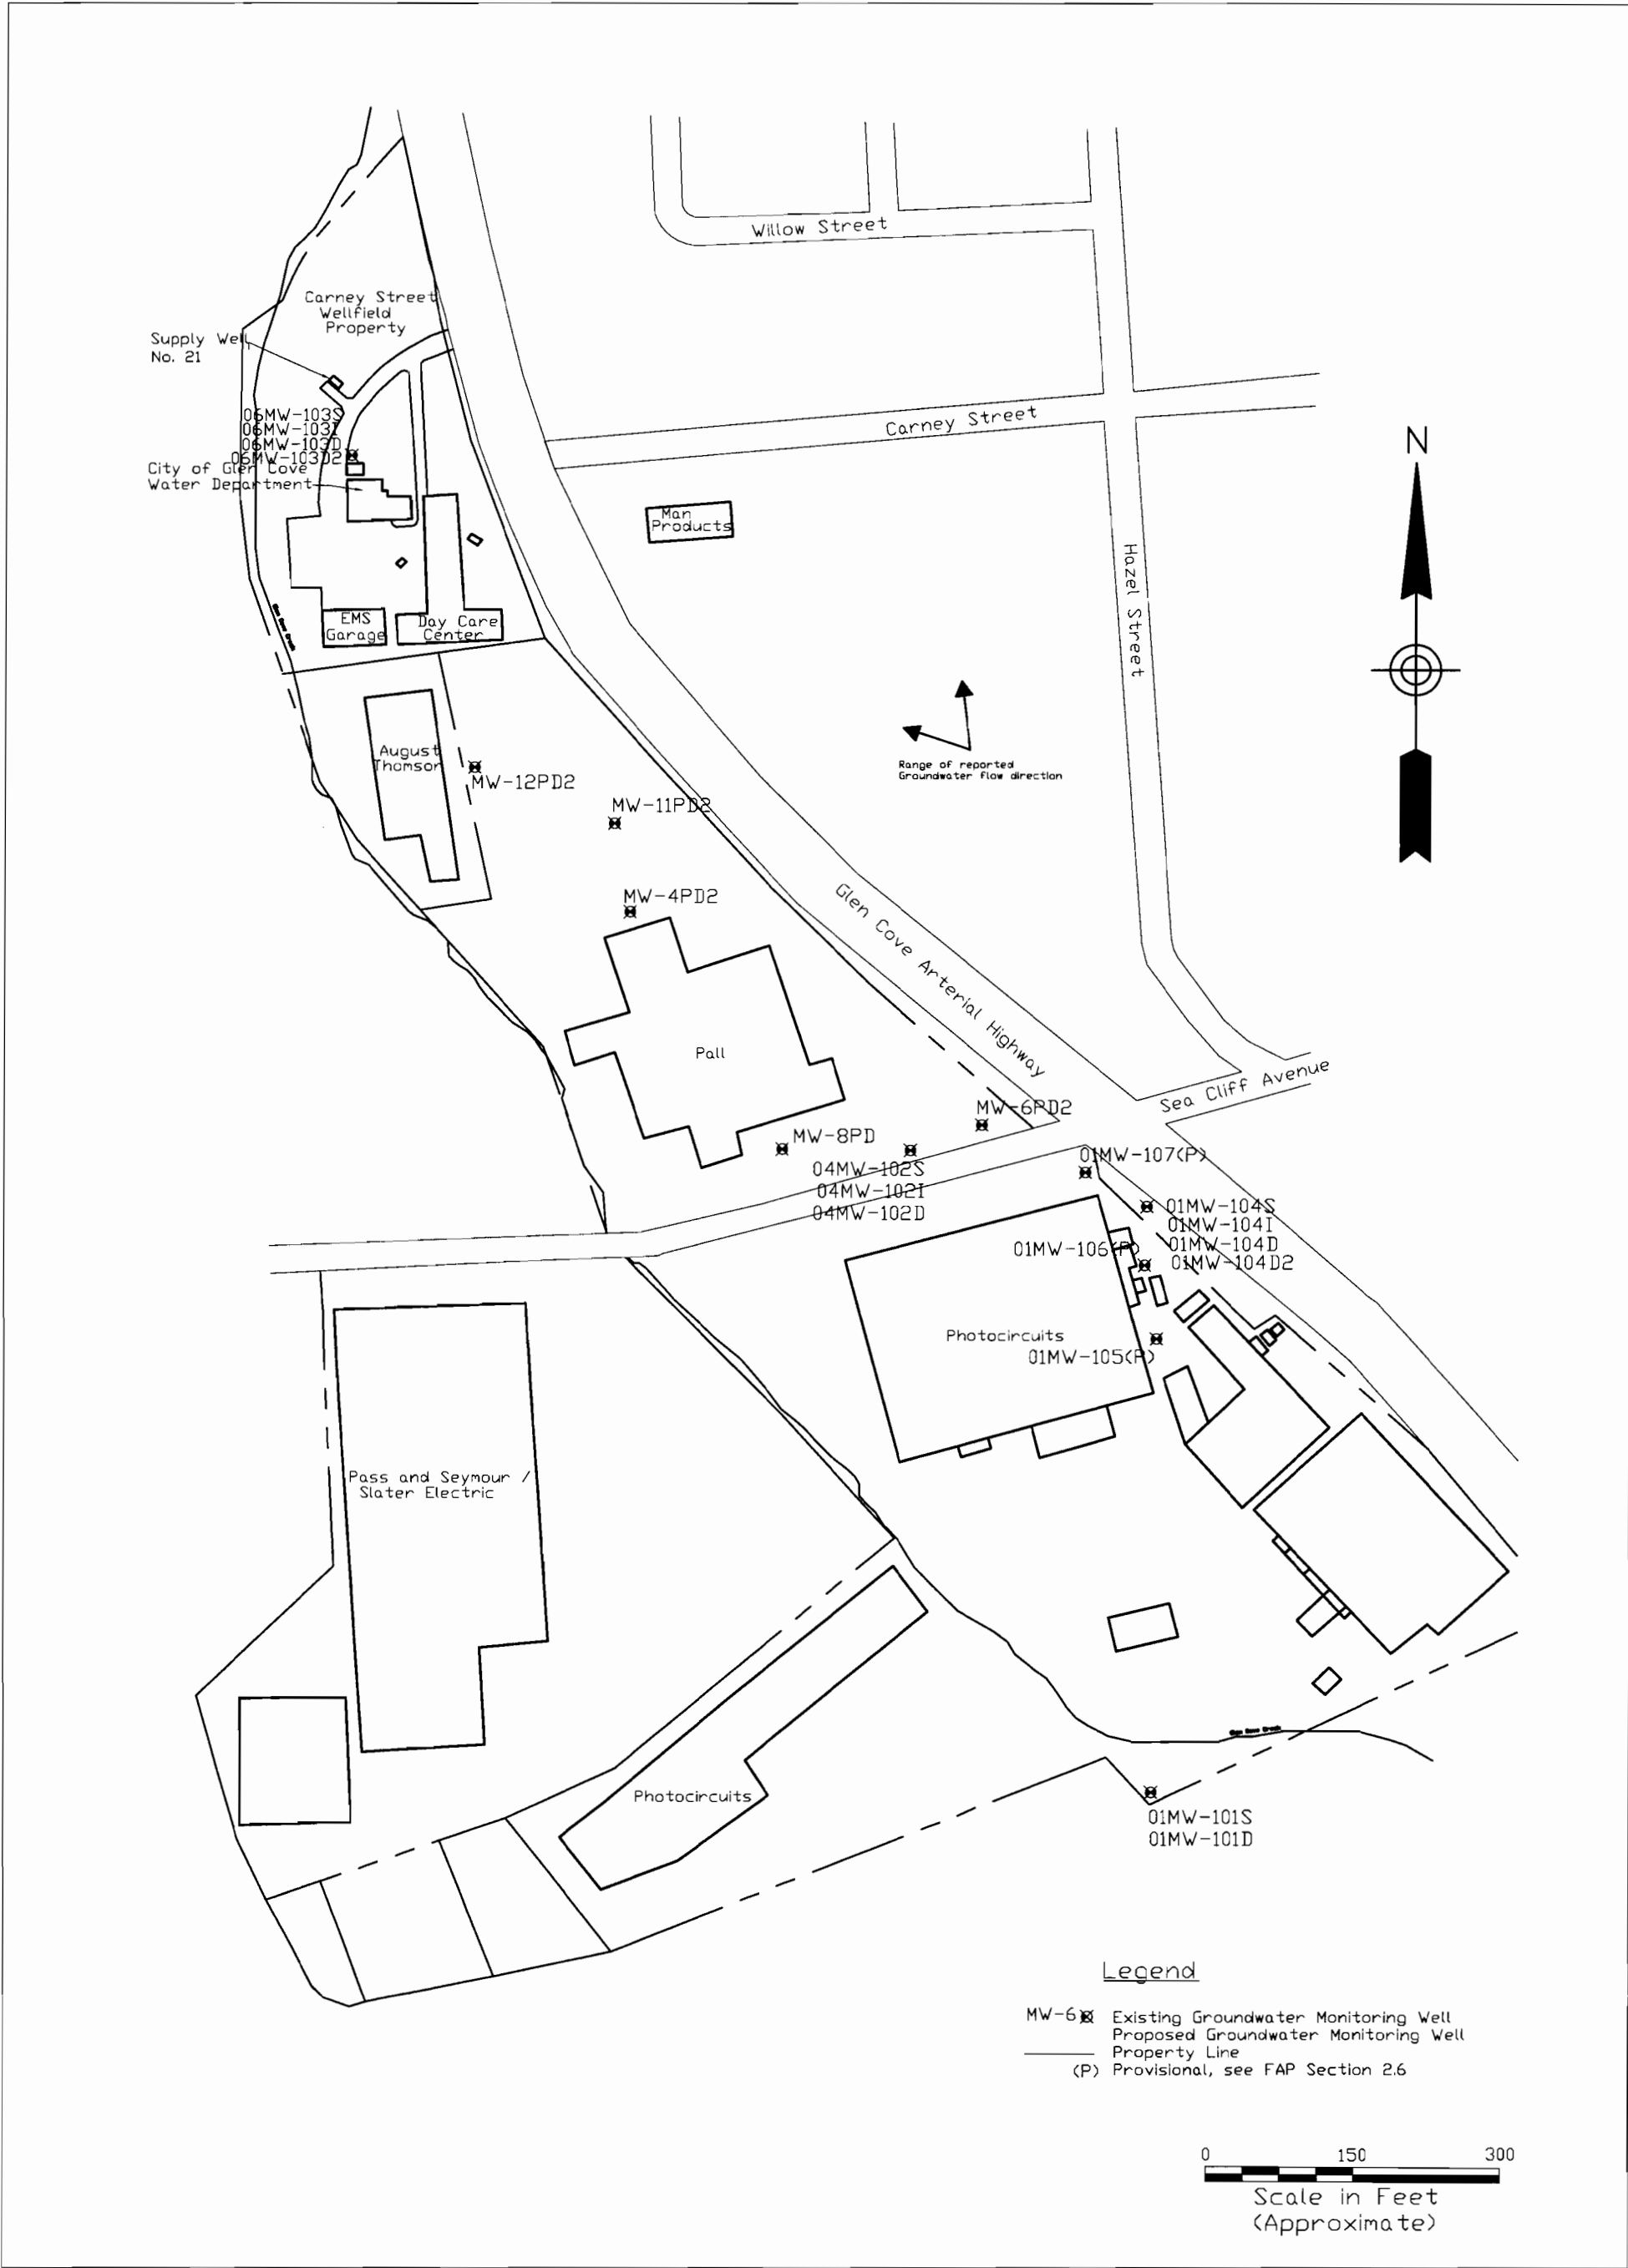 Willow Street
Carney Street
Wellfield
Property
Supply Well
No. 21
06MW-103S
06MW-103I
06MW-103D
06MW-103D2
City of Glen Cove
Water Department
Carney Street
Man
Products
N
Hazel Street
EMS
Garage
Day Care
Center
Glen Cove Creek
August
Thomson
MW-12PD2
MW-11PD2
Range of reported
Groundwater flow direction
MW-4PD2
Glen Cove Arterial Highway
Pall
Sea Cliff Avenue
MW-6PD2
MW-8PD
04MW-102S
04MW-102I
04MW-102D
01MW-107(P)
01MW-104S
01MW-104I
01MW-104D
01MW-104D2
01MW-106(P)
Photocircuits
01MW-105(P)
Pass and Seymour /
Slater Electric
Glen Cove Creek
Photocircuits
01MW-101S
01MW-101D
Legend
MW-6 Existing Groundwater Monitoring Well
Proposed Groundwater Monitoring Well
Property Line
(P) Provisional, see FAP Section 2.6
0 150 300
Scale in Feet
(Approximate)